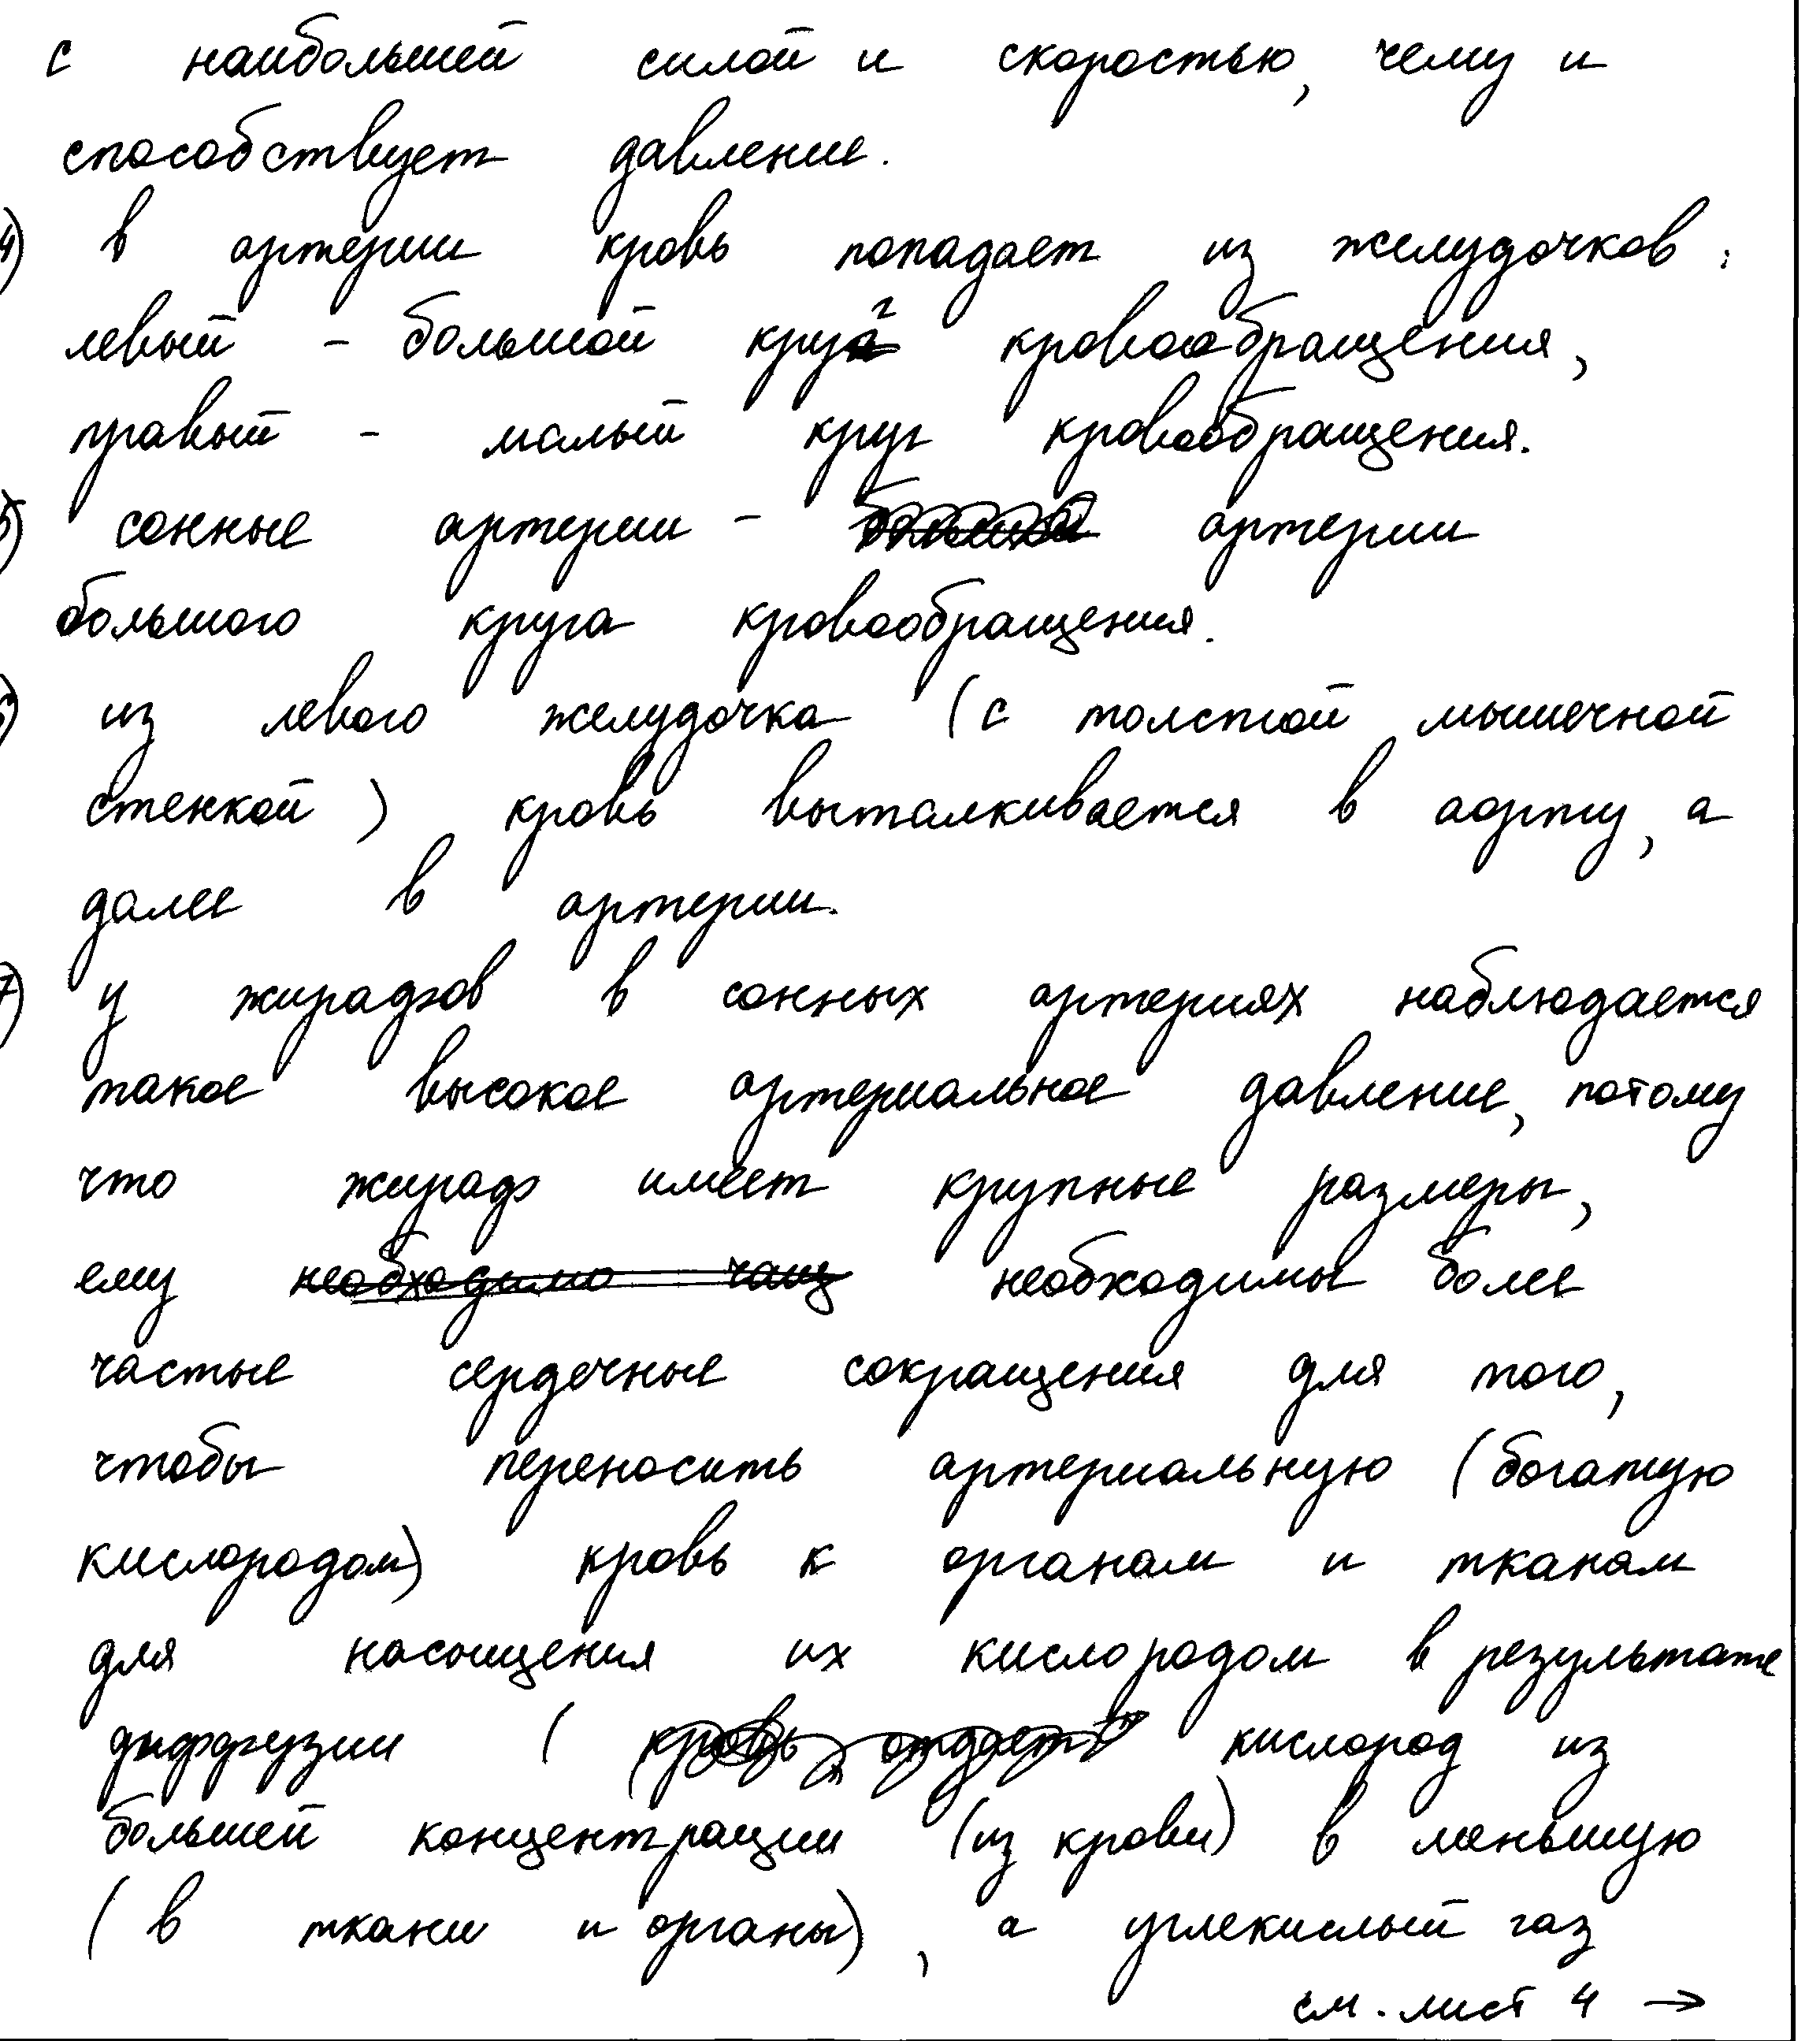 с наибольшей силой и скоростью, чему и
способствует давление.
4) в артерии кровь попадает из желудочков:
левый - большой круг кровообращения,
правый - малый круг кровообращения.
5) сонные артерии - артерии
большого круга кровообращения.
6) из левого желудочка (с толстой мышечной
стенкой) кровь выталкивается в аорту, а
далее в артерии.
7) у жирафов в сонных артериях наблюдается
такое высокое артериальное давление, потому
что жираф имеет крупные размеры,
ему необходимо чащ необходимы более
частые сердечные сокращения для того,
чтобы переносить артериальную (богатую
кислородом) кровь к органам и тканам
для насыщения их кислородом в результате
диффузии (кровь отдаёт кислород из
большей концентрации (из крови) в меньшую
(в ткани и органы), а углекислый газ
см. лист 4 →